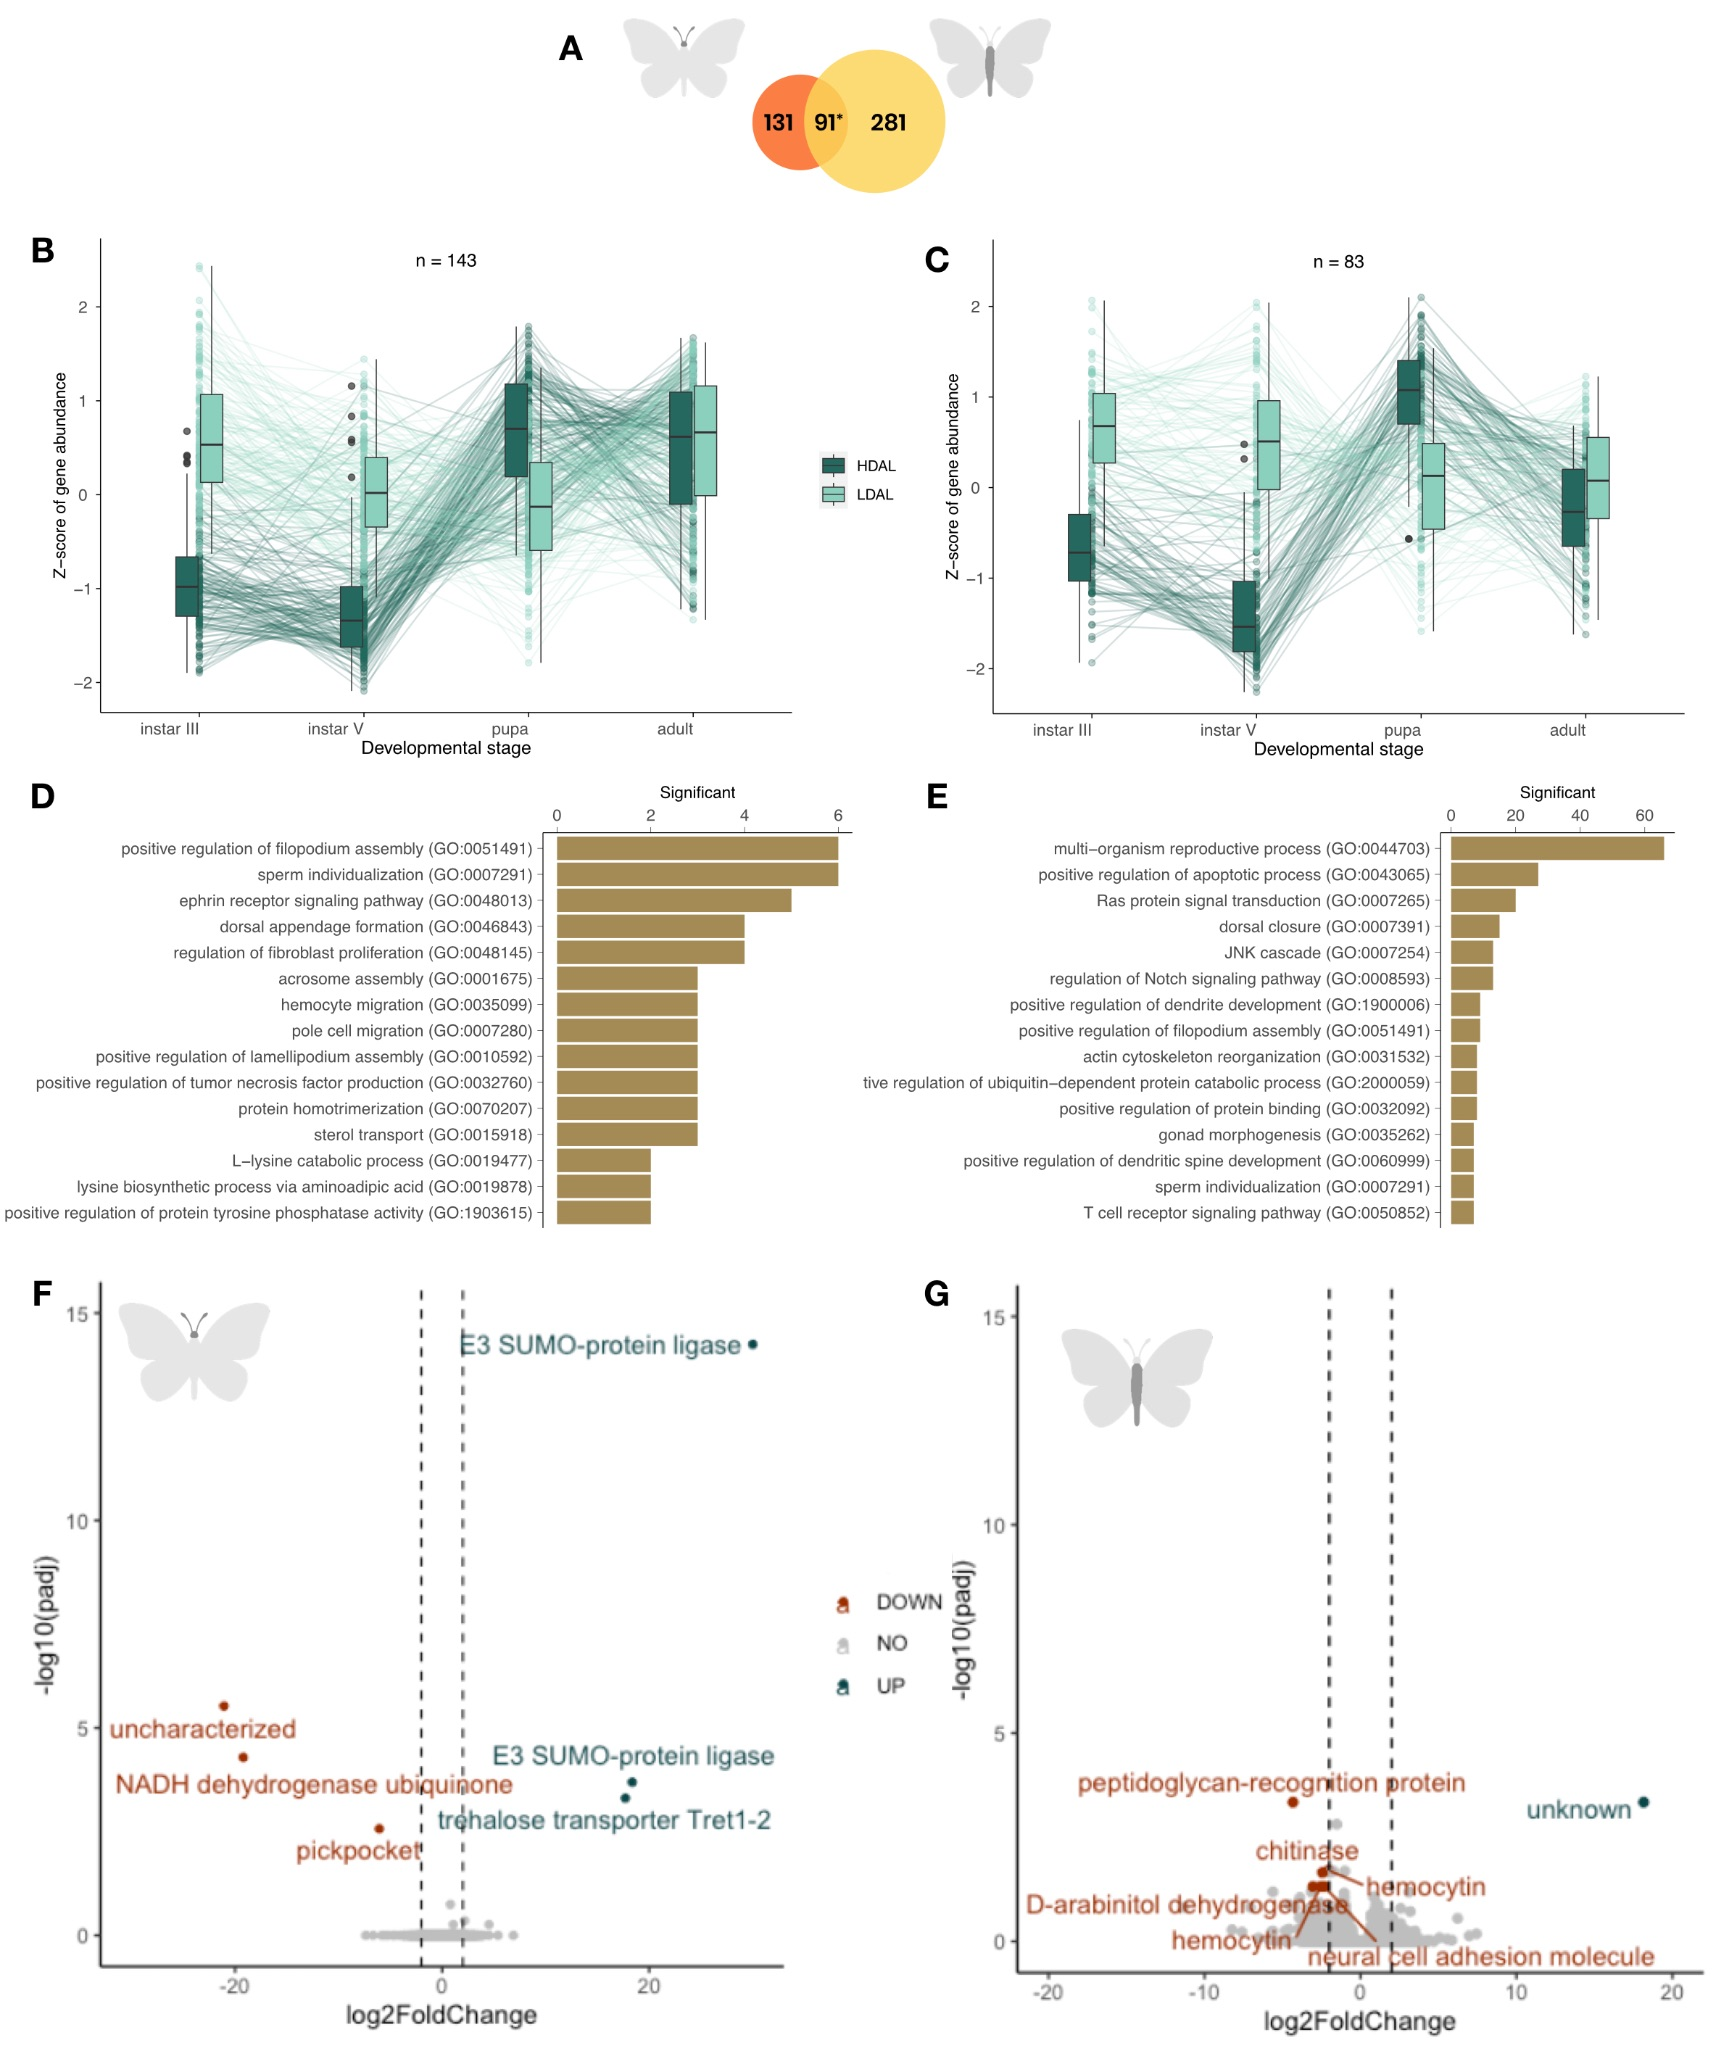 A
131 91* 281
B
n = 143
Z−score of gene abundance
2
1
0
−1
−2
instar III instar V pupa adult
Developmental stage
HDAL
LDAL
C
n = 83
Z−score of gene abundance
2
1
0
−1
−2
instar III instar V pupa adult
Developmental stage
D
Significant
0 2 4 6
positive regulation of filopodium assembly (GO:0051491)
sperm individualization (GO:0007291)
ephrin receptor signaling pathway (GO:0048013)
dorsal appendage formation (GO:0046843)
regulation of fibroblast proliferation (GO:0048145)
acrosome assembly (GO:0001675)
hemocyte migration (GO:0035099)
pole cell migration (GO:0007280)
positive regulation of lamellipodium assembly (GO:0010592)
positive regulation of tumor necrosis factor production (GO:0032760)
protein homotrimerization (GO:0070207)
sterol transport (GO:0015918)
L−lysine catabolic process (GO:0019477)
lysine biosynthetic process via aminoadipic acid (GO:0019878)
positive regulation of protein tyrosine phosphatase activity (GO:1903615)
E
Significant
0 20 40 60
multi−organism reproductive process (GO:0044703)
positive regulation of apoptotic process (GO:0043065)
Ras protein signal transduction (GO:0007265)
dorsal closure (GO:0007391)
JNK cascade (GO:0007254)
regulation of Notch signaling pathway (GO:0008593)
positive regulation of dendrite development (GO:1900006)
positive regulation of filopodium assembly (GO:0051491)
actin cytoskeleton reorganization (GO:0031532)
tive regulation of ubiquitin−dependent protein catabolic process (GO:2000059)
positive regulation of protein binding (GO:0032092)
gonad morphogenesis (GO:0035262)
positive regulation of dendritic spine development (GO:0060999)
sperm individualization (GO:0007291)
T cell receptor signaling pathway (GO:0050852)
F
-log10(padj)
15
10
5
0
E3 SUMO-protein ligase
uncharacterized
E3 SUMO-protein ligase
NADH dehydrogenase ubiquinone
trehalose transporter Tret1-2
pickpocket
-20 0 20
log2FoldChange
a DOWN
a NO
a UP
G
-log10(padj)
15
10
5
0
peptidoglycan-recognition protein
unknown
chitinase
hemocytin
D-arabinitol dehydrogenase
hemocytin
neural cell adhesion molecule
-20 -10 0 10 20
log2FoldChange